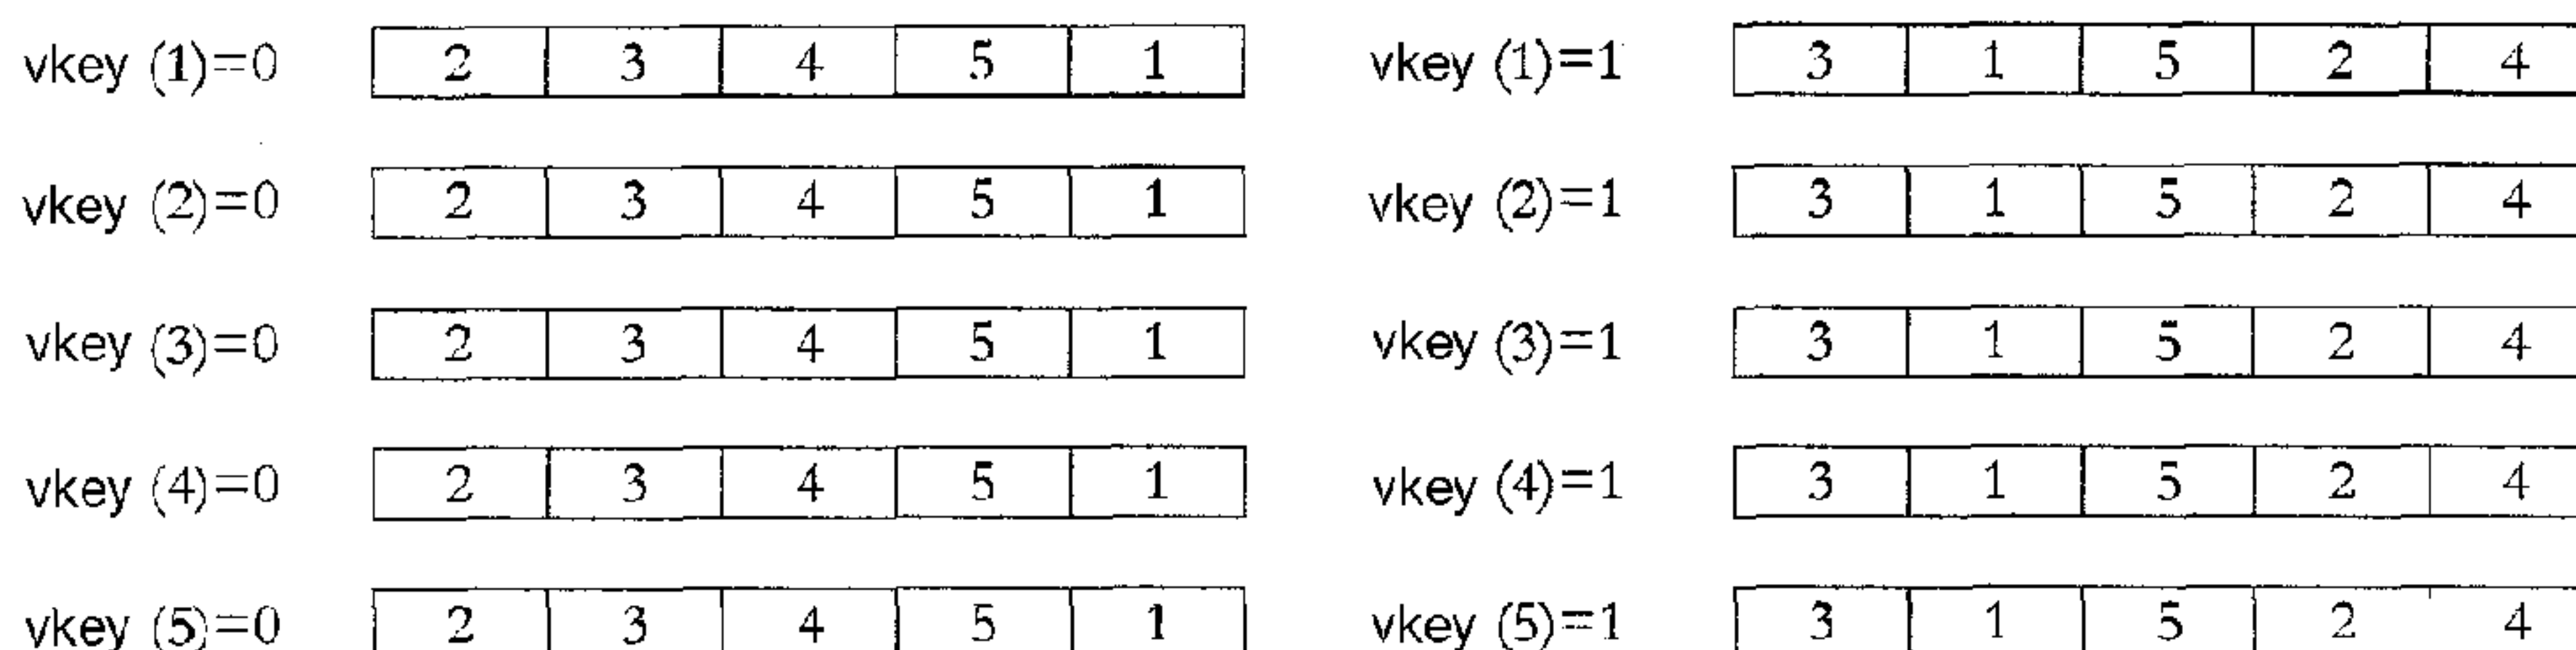 vkey (1)=0 2 3 4 5 1 vkey (1)=1 3 1 5 2 4
vkey (2)=0 2 3 4 5 1 vkey (2)=1 3 1 5 2 4
vkey (3)=0 2 3 4 5 1 vkey (3)=1 3 1 5 2 4
vkey (4)=0 2 3 4 5 1 vkey (4)=1 3 1 5 2 4
vkey (5)=0 2 3 4 5 1 vkey (5)=1 3 1 5 2 4